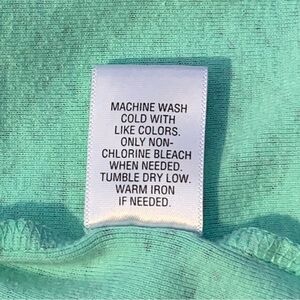 MACHINE WASH
COLD WITH
LIKE COLORS.
ONLY NON-
CHLORINE BLEACH
WHEN NEEDED.
TUMBLE DRY LOW.
WARM IRON
IF NEEDED.